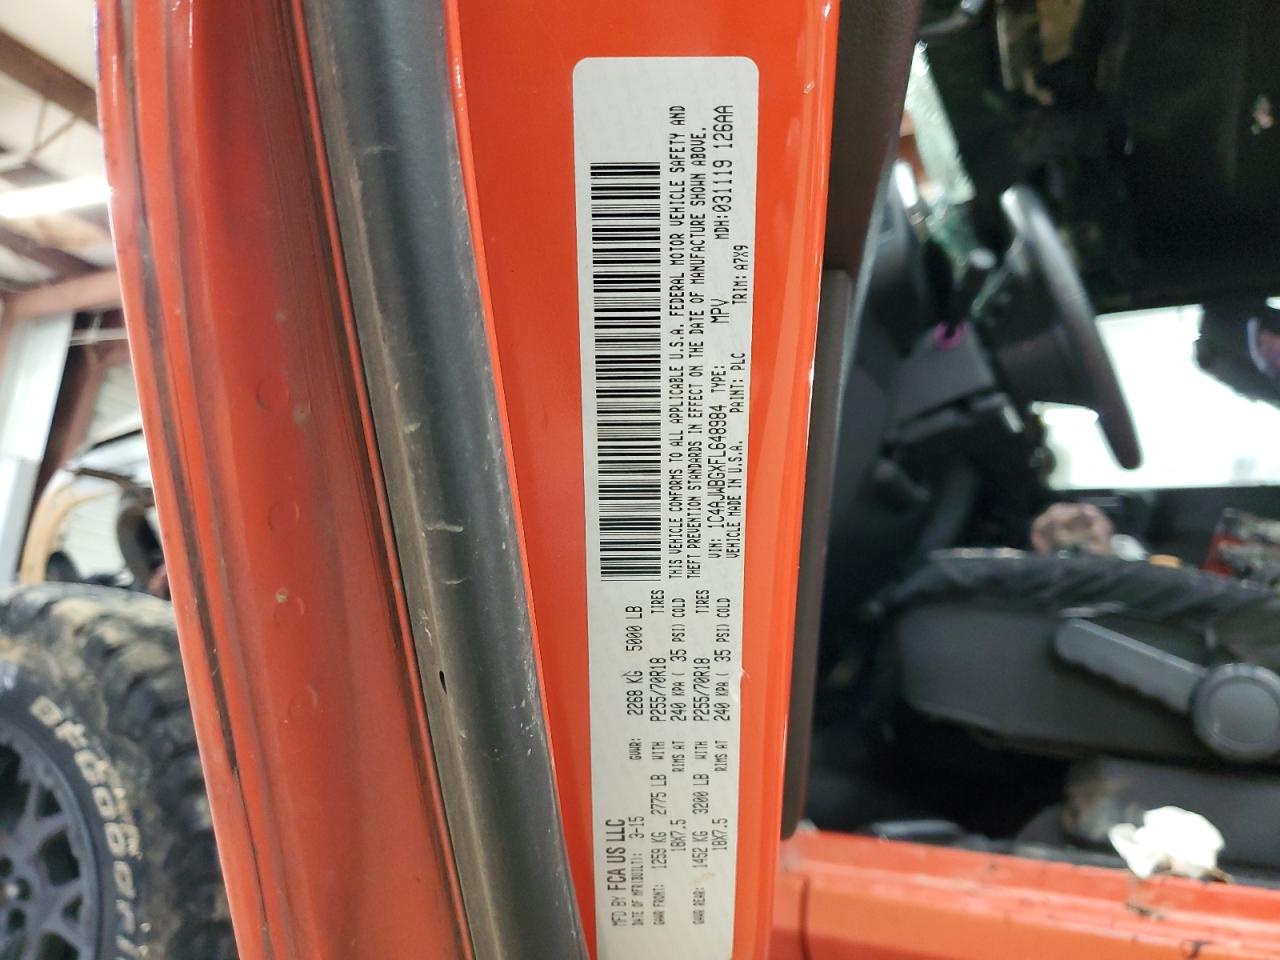 MFD BY FCA US LLC
DATE OF MFR(BUILT): 3-15 GVWR: 2268 KG 5000 LB
GAWR FRONT: 1259 KG 2775 LB WITH P255/70R18 TIRES
18X7.5 RIMS AT 240 KPA ( 35 PSI) COLD
GAWR REAR: 1452 KG 3200 LB WITH P255/70R18 TIRES
18X7.5 RIMS AT 240 KPA ( 35 PSI) COLD
THIS VEHICLE CONFORMS TO ALL APPLICABLE U.S.A. FEDERAL MOTOR VEHICLE SAFETY AND
THEFT PREVENTION STANDARDS IN EFFECT ON THE DATE OF MANUFACTURE SHOWN ABOVE.
VIN: 1C4AJWBGXFL648984 TYPE: MPV MDH:031119 126AA
VEHICLE MADE IN U.S.A. PAINT: PLC TRIM: A7X9
BFGoodrich